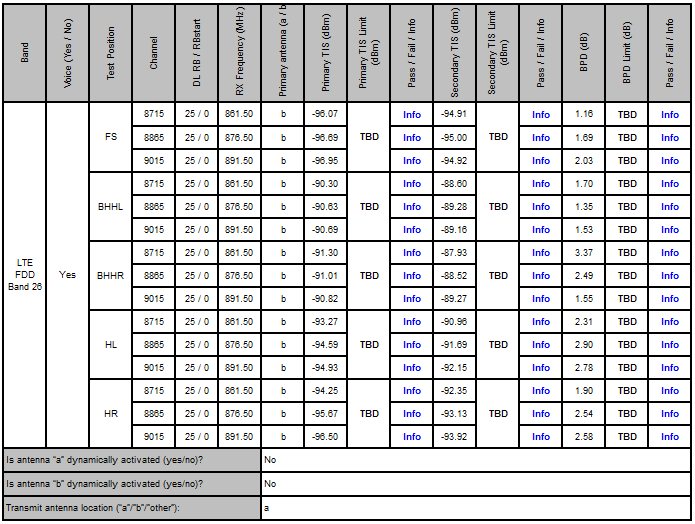 Band Voice (Yes / No) Test Position Channel DL RB / RBstart RX Frequency (MHz) Primary antenna (a / b Primary TIS (dBm) Primary TIS Limit (dBm) Pass / Fail / Info Secondary TIS (dBm) Secondary TIS Limit (dBm) Pass / Fail / Info BPD (dB) BPD Limit (dB) Pass / Fail / Info
LTE FDD Band 26 Yes
FS
8715 25 / 0 861.50 b -96.07 Info -94.91 Info 1.16 TBD Info
8865 25 / 0 876.50 b -96.69 TBD Info -95.00 TBD Info 1.69 TBD Info
9015 25 / 0 891.50 b -96.95 Info -94.92 Info 2.03 TBD Info
BHHL
8715 25 / 0 861.50 b -90.30 Info -88.60 Info 1.70 TBD Info
8865 25 / 0 876.50 b -90.63 TBD Info -89.28 TBD Info 1.35 TBD Info
9015 25 / 0 891.50 b -90.69 Info -89.16 Info 1.53 TBD Info
BHHR
8715 25 / 0 861.50 b -91.30 Info -87.93 Info 3.37 TBD Info
8865 25 / 0 876.50 b -91.01 TBD Info -88.52 TBD Info 2.49 TBD Info
9015 25 / 0 891.50 b -90.82 Info -89.27 Info 1.55 TBD Info
HL
8715 25 / 0 861.50 b -93.27 Info -90.96 Info 2.31 TBD Info
8865 25 / 0 876.50 b -94.59 TBD Info -91.69 TBD Info 2.90 TBD Info
9015 25 / 0 891.50 b -94.93 Info -92.15 Info 2.78 TBD Info
HR
8715 25 / 0 861.50 b -94.25 Info -92.35 Info 1.90 TBD Info
8865 25 / 0 876.50 b -95.67 TBD Info -93.13 TBD Info 2.54 TBD Info
9015 25 / 0 891.50 b -96.50 Info -93.92 Info 2.58 TBD Info
Is antenna "a" dynamically activated (yes/no)? No
Is antenna "b" dynamically activated (yes/no)? No
Transmit antenna location ("a"/"b"/"other"): a